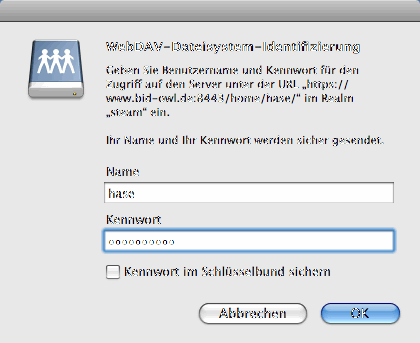 WebDAV-Dateisystem-Identifizierung
Geben Sie Benutzername und Kennwort für den
Zugriff auf den Server unter der URL „https://
www.bid-owl.de:8443/home/hase/“ im Realm
„steam“ ein.
Ihr Name und Ihr Kennwort werden sicher gesendet.
Name
hase
Kennwort
Kennwort im Schlüsselbund sichern
Abbrechen
OK